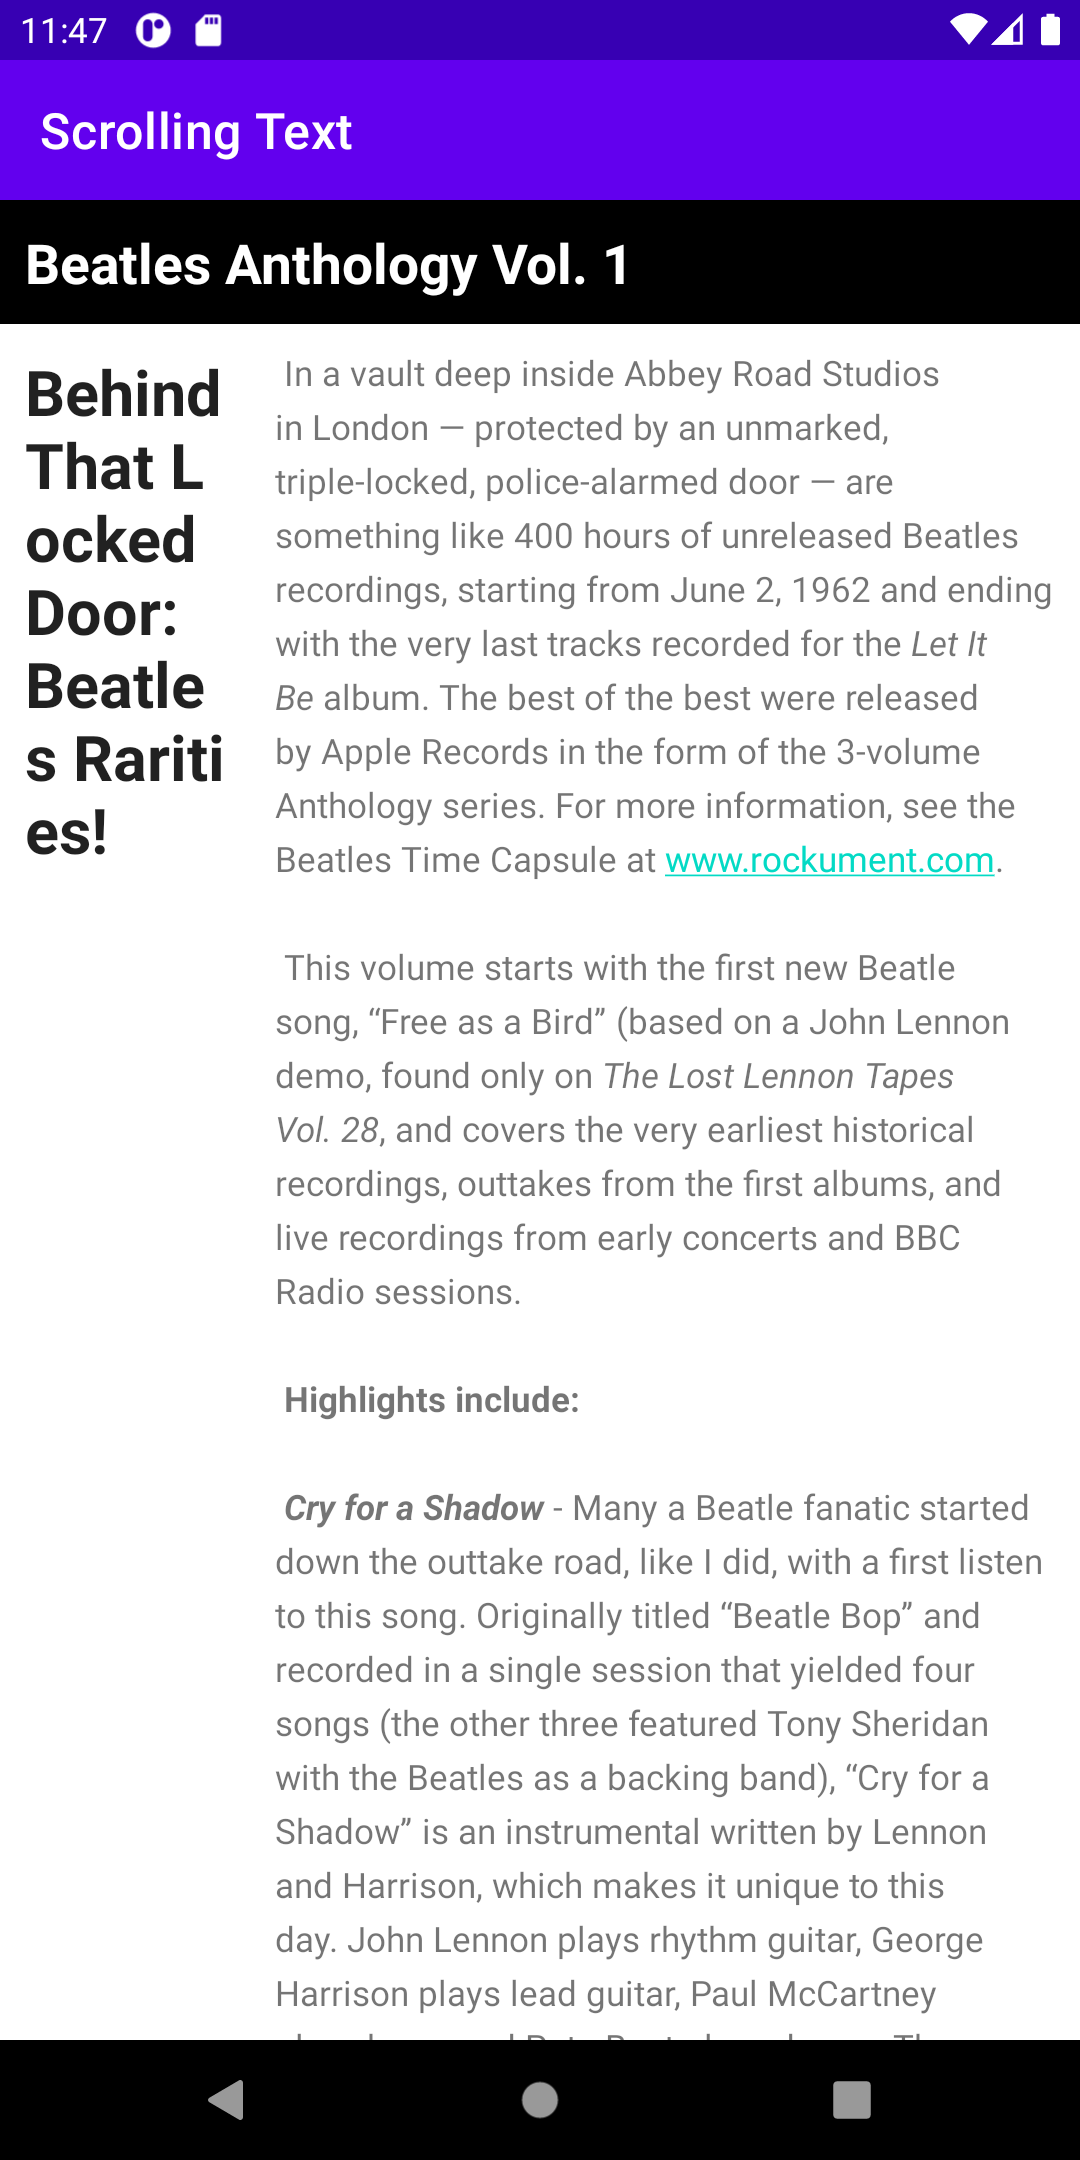 11:47
Scrolling Text
Beatles Anthology Vol. 1
Behind
That L
ocked
Door:
Beatle
s Rariti
es!
In a vault deep inside Abbey Road Studios
in London — protected by an unmarked,
triple-locked, police-alarmed door — are
something like 400 hours of unreleased Beatles
recordings, starting from June 2, 1962 and ending
with the very last tracks recorded for the Let It
Be album. The best of the best were released
by Apple Records in the form of the 3-volume
Anthology series. For more information, see the
Beatles Time Capsule at www.rockument.com.
This volume starts with the first new Beatle
song, “Free as a Bird” (based on a John Lennon
demo, found only on The Lost Lennon Tapes
Vol. 28, and covers the very earliest historical
recordings, outtakes from the first albums, and
live recordings from early concerts and BBC
Radio sessions.
Highlights include:
Cry for a Shadow - Many a Beatle fanatic started
down the outtake road, like I did, with a first listen
to this song. Originally titled “Beatle Bop” and
recorded in a single session that yielded four
songs (the other three featured Tony Sheridan
with the Beatles as a backing band), “Cry for a
Shadow” is an instrumental written by Lennon
and Harrison, which makes it unique to this
day. John Lennon plays rhythm guitar, George
Harrison plays lead guitar, Paul McCartney